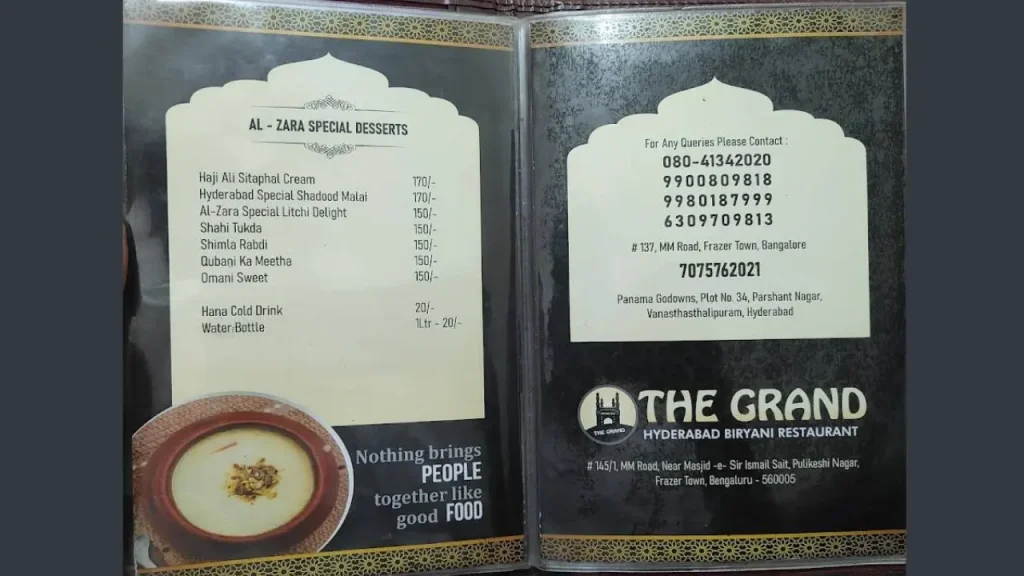 AL - ZARA SPECIAL DESSERTS
Haji Ali Sitaphal Cream 170/-
Hyderabad Special Shadood Malai 170/-
Al-Zara Special Litchi Delight 150/-
Shahi Tukda 150/-
Shimla Rabdi 150/-
Qubani Ka Meetha 150/-
Omani Sweet 150/-
Hana Cold Drink 20/-
Water Bottle 1Ltr - 20/-
Nothing brings
PEOPLE
together like
good FOOD
For Any Queries Please Contact :
080-41342020
9900809818
9980187999
6309709813
# 137, MM Road, Frazer Town, Bangalore
7075762021
Panama Godowns, Plot No. 34, Parshant Nagar,
Vanasthasthalipuram, Hyderabad
THE GRAND
THE GRAND
HYDERABAD BIRYANI RESTAURANT
# 145/1, MM Road, Near Masjid -e- Sir Ismail Sait, Pulikeshi Nagar,
Frazer Town, Bengaluru - 560005